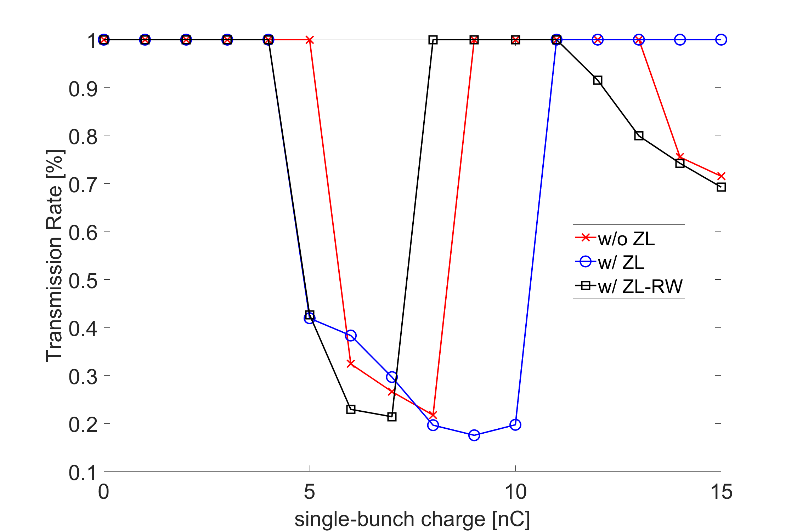 1
0.9
0.8
0.7
0.6
0.5
0.4
0.3
0.2
0.1
Transmission Rate [%]
w/o ZL
w/ ZL
w/ ZL-RW
0 5 10 15
single-bunch charge [nC]